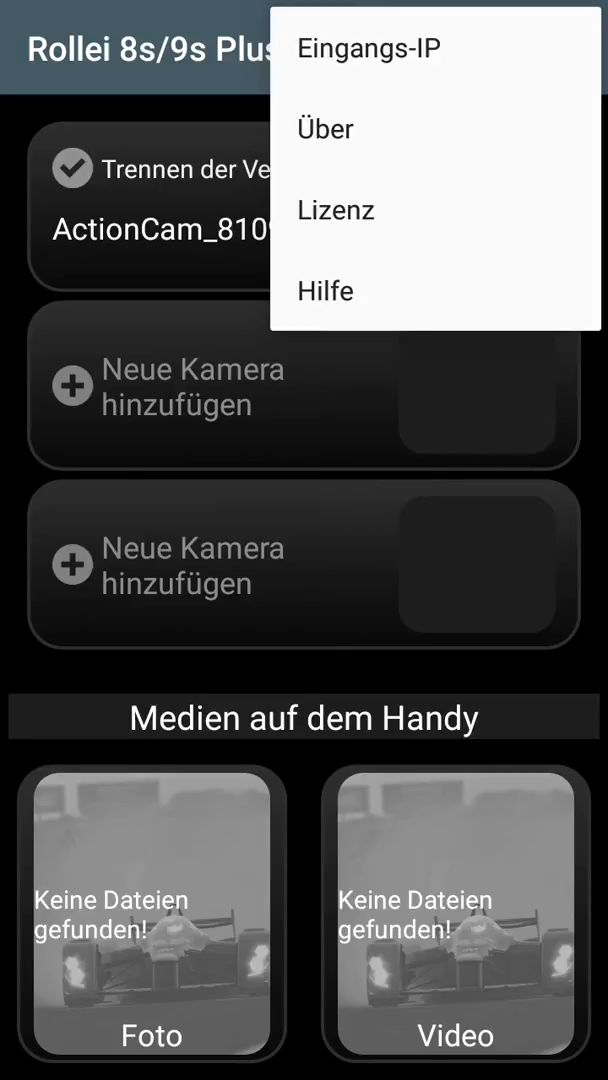 Rollei 8s/9s Plus
Eingangs-IP
Über
Lizenz
Hilfe
Trennen der Ve
ActionCam_810
Neue Kamera
hinzufügen
Neue Kamera
hinzufügen
Medien auf dem Handy
Keine Dateien
gefunden!
Foto
Keine Dateien
gefunden!
Video